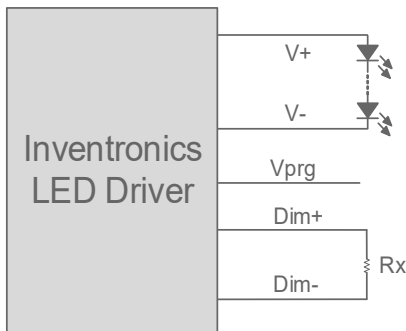 Inventronics
LED Driver
V+
V-
Vprg
Dim+
Dim-
Rx